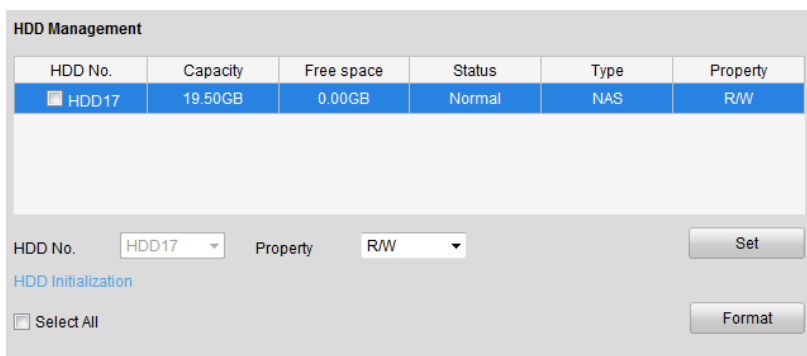 HDD Management
HDD No. Capacity Free space Status Type Property
HDD17 19.50GB 0.00GB Normal NAS R/W
HDD No. HDD17 Property R/W Set
HDD Initialization
Select All Format